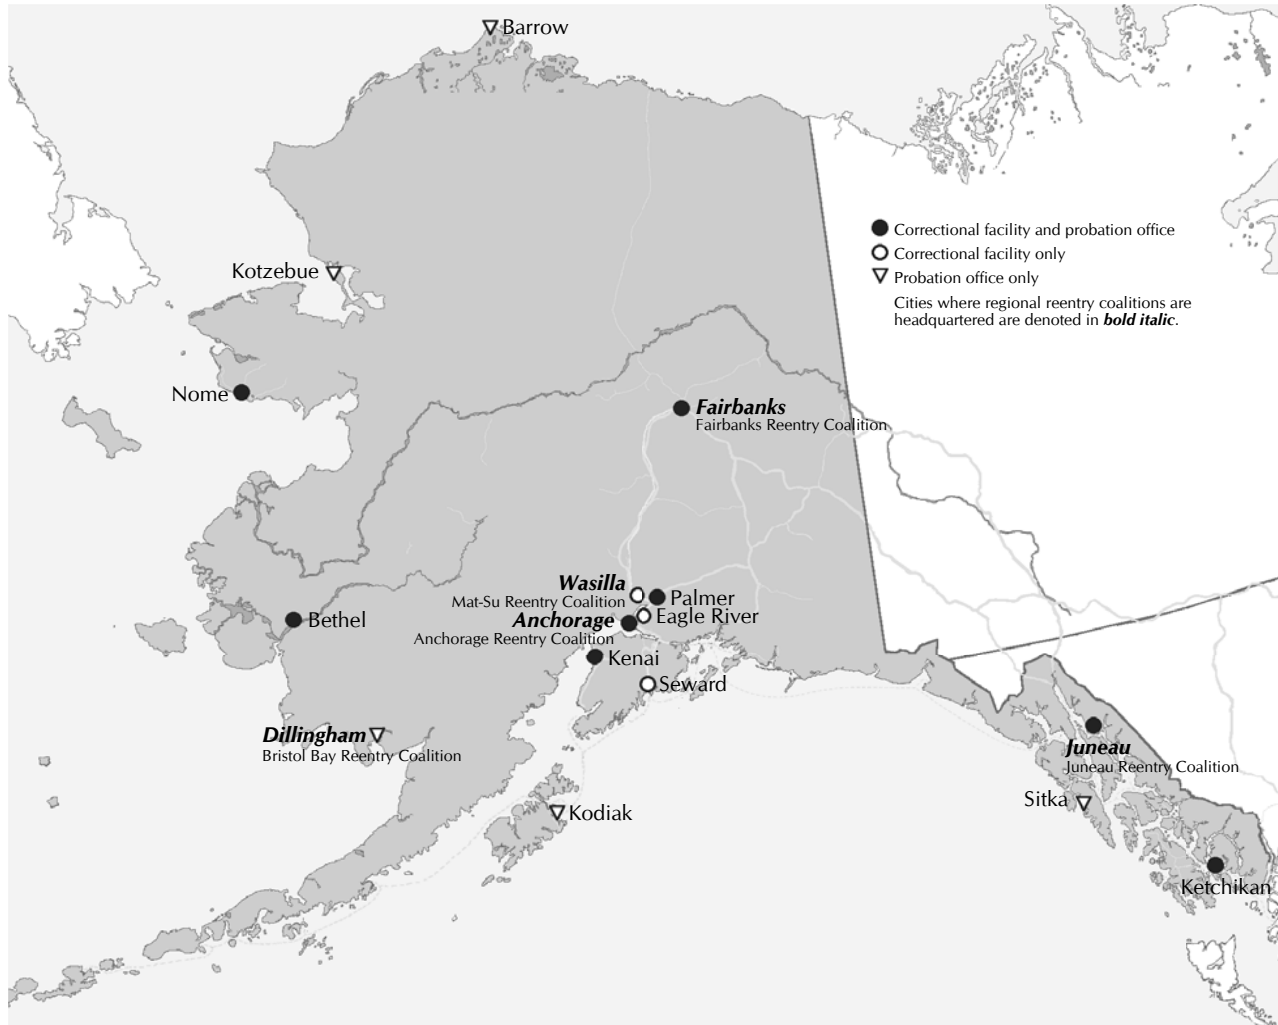 Barrow
Correctional facility and probation office
Correctional facility only
Kotzebue
Probation office only
Cities where regional reentry coalitions are
headquartered are denoted in bold italic.
Nome
Fairbanks
Fairbanks Reentry Coalition
Wasilla
Mat-Su Reentry Coalition
Palmer
Eagle River
Anchorage
Anchorage Reentry Coalition
Bethel
Kenai
Seward
Dillingham
Bristol Bay Reentry Coalition
Juneau
Juneau Reentry Coalition
Sitka
Kodiak
Ketchikan